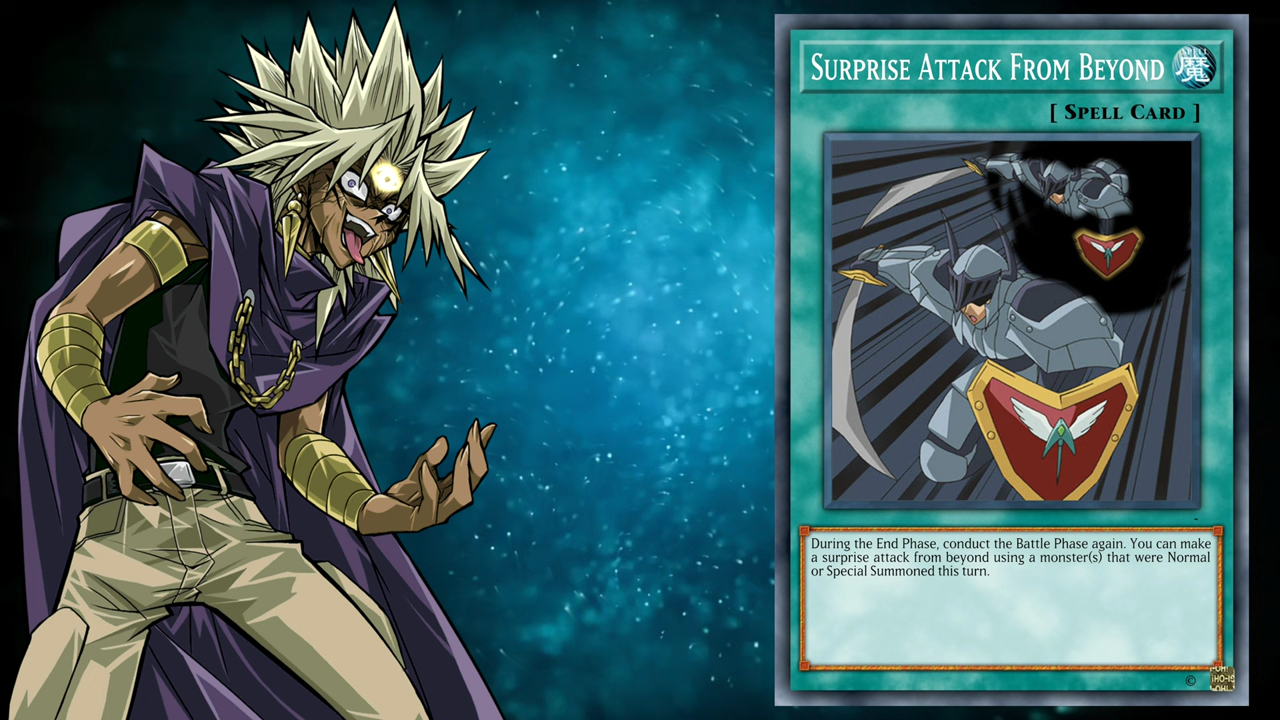 SURPRISE ATTACK FROM BEYOND 魔
[ SPELL CARD ]
During the End Phase, conduct the Battle Phase again. You can make
a surprise attack from beyond using a monster(s) that were Normal
or Special Summoned this turn.
©